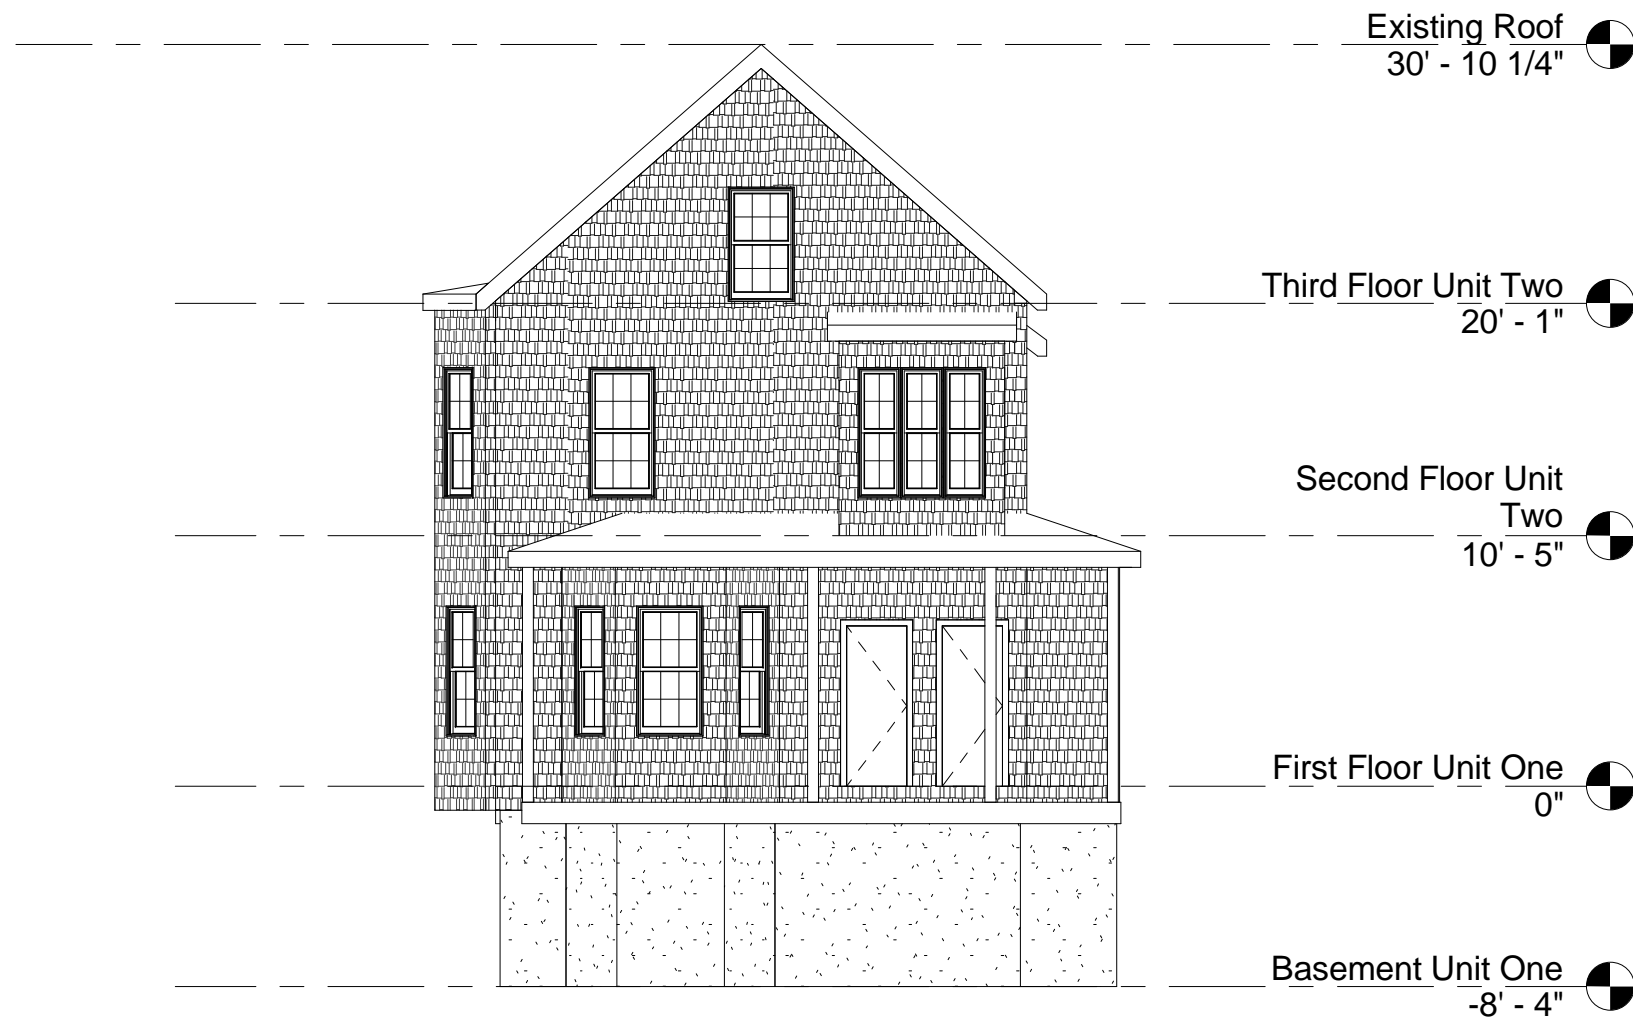 Existing Roof
30' - 10 1/4"
Third Floor Unit Two
20' - 1"
Second Floor Unit
Two
10' - 5"
First Floor Unit One
0"
Basement Unit One
-8' - 4"